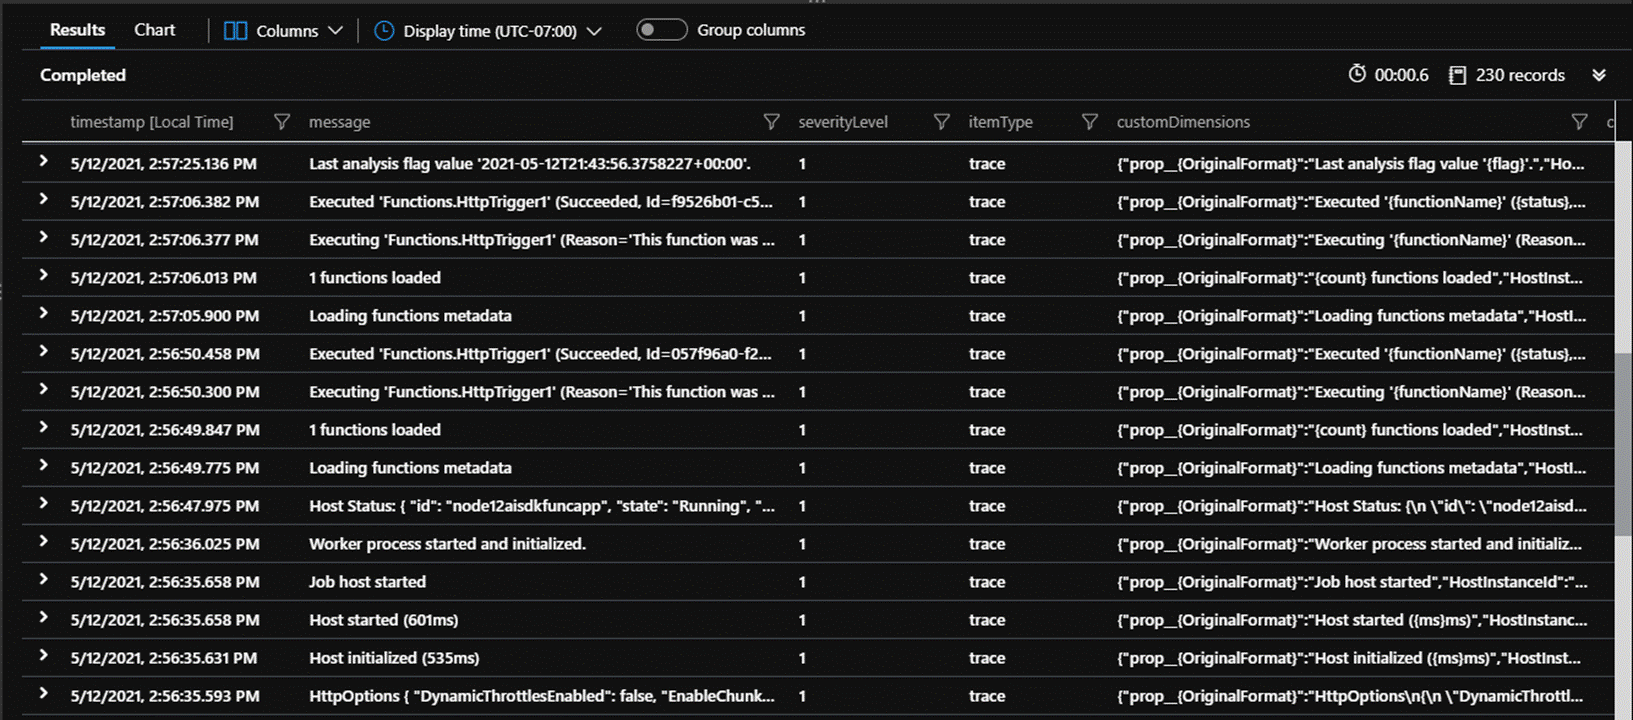 Results Chart Columns Display time (UTC-07:00) Group columns
Completed 00:00.6 230 records
timestamp [Local Time] message severityLevel itemType customDimensions c
5/12/2021, 2:57:25.136 PM Last analysis flag value '2021-05-12T21:43:56.3758227+00:00'. 1 trace {"prop__{OriginalFormat}":"Last analysis flag value '{flag}'.","Ho...
5/12/2021, 2:57:06.382 PM Executed 'Functions.HttpTrigger1' (Succeeded, Id=f9526b01-c5... 1 trace {"prop__{OriginalFormat}":"Executed '{functionName}' ({status},...
5/12/2021, 2:57:06.377 PM Executing 'Functions.HttpTrigger1' (Reason='This function was ... 1 trace {"prop__{OriginalFormat}":"Executing '{functionName}' (Reason...
5/12/2021, 2:57:06.013 PM 1 functions loaded 1 trace {"prop__{OriginalFormat}":"{count} functions loaded","HostInst...
5/12/2021, 2:57:05.900 PM Loading functions metadata 1 trace {"prop__{OriginalFormat}":"Loading functions metadata","HostI...
5/12/2021, 2:56:50.458 PM Executed 'Functions.HttpTrigger1' (Succeeded, Id=057f96a0-f2... 1 trace {"prop__{OriginalFormat}":"Executed '{functionName}' ({status},...
5/12/2021, 2:56:50.300 PM Executing 'Functions.HttpTrigger1' (Reason='This function was ... 1 trace {"prop__{OriginalFormat}":"Executing '{functionName}' (Reason...
5/12/2021, 2:56:49.847 PM 1 functions loaded 1 trace {"prop__{OriginalFormat}":"{count} functions loaded","HostInst...
5/12/2021, 2:56:49.775 PM Loading functions metadata 1 trace {"prop__{OriginalFormat}":"Loading functions metadata","HostI...
5/12/2021, 2:56:47.975 PM Host Status: { "id": "node12aisdkfuncapp", "state": "Running", "... 1 trace {"prop__{OriginalFormat}":"Host Status: {\n \"id\": \"node12aisd...
5/12/2021, 2:56:36.025 PM Worker process started and initialized. 1 trace {"prop__{OriginalFormat}":"Worker process started and initializ...
5/12/2021, 2:56:35.658 PM Job host started 1 trace {"prop__{OriginalFormat}":"Job host started","HostInstanceId":"...
5/12/2021, 2:56:35.658 PM Host started (601ms) 1 trace {"prop__{OriginalFormat}":"Host started ({ms}ms)","HostInstanc...
5/12/2021, 2:56:35.631 PM Host initialized (535ms) 1 trace {"prop__{OriginalFormat}":"Host initialized ({ms}ms)","HostInst...
5/12/2021, 2:56:35.593 PM HttpOptions { "DynamicThrottlesEnabled": false, "EnableChunk... 1 trace {"prop__{OriginalFormat}":"HttpOptions\n{\n \"DynamicThrottl...